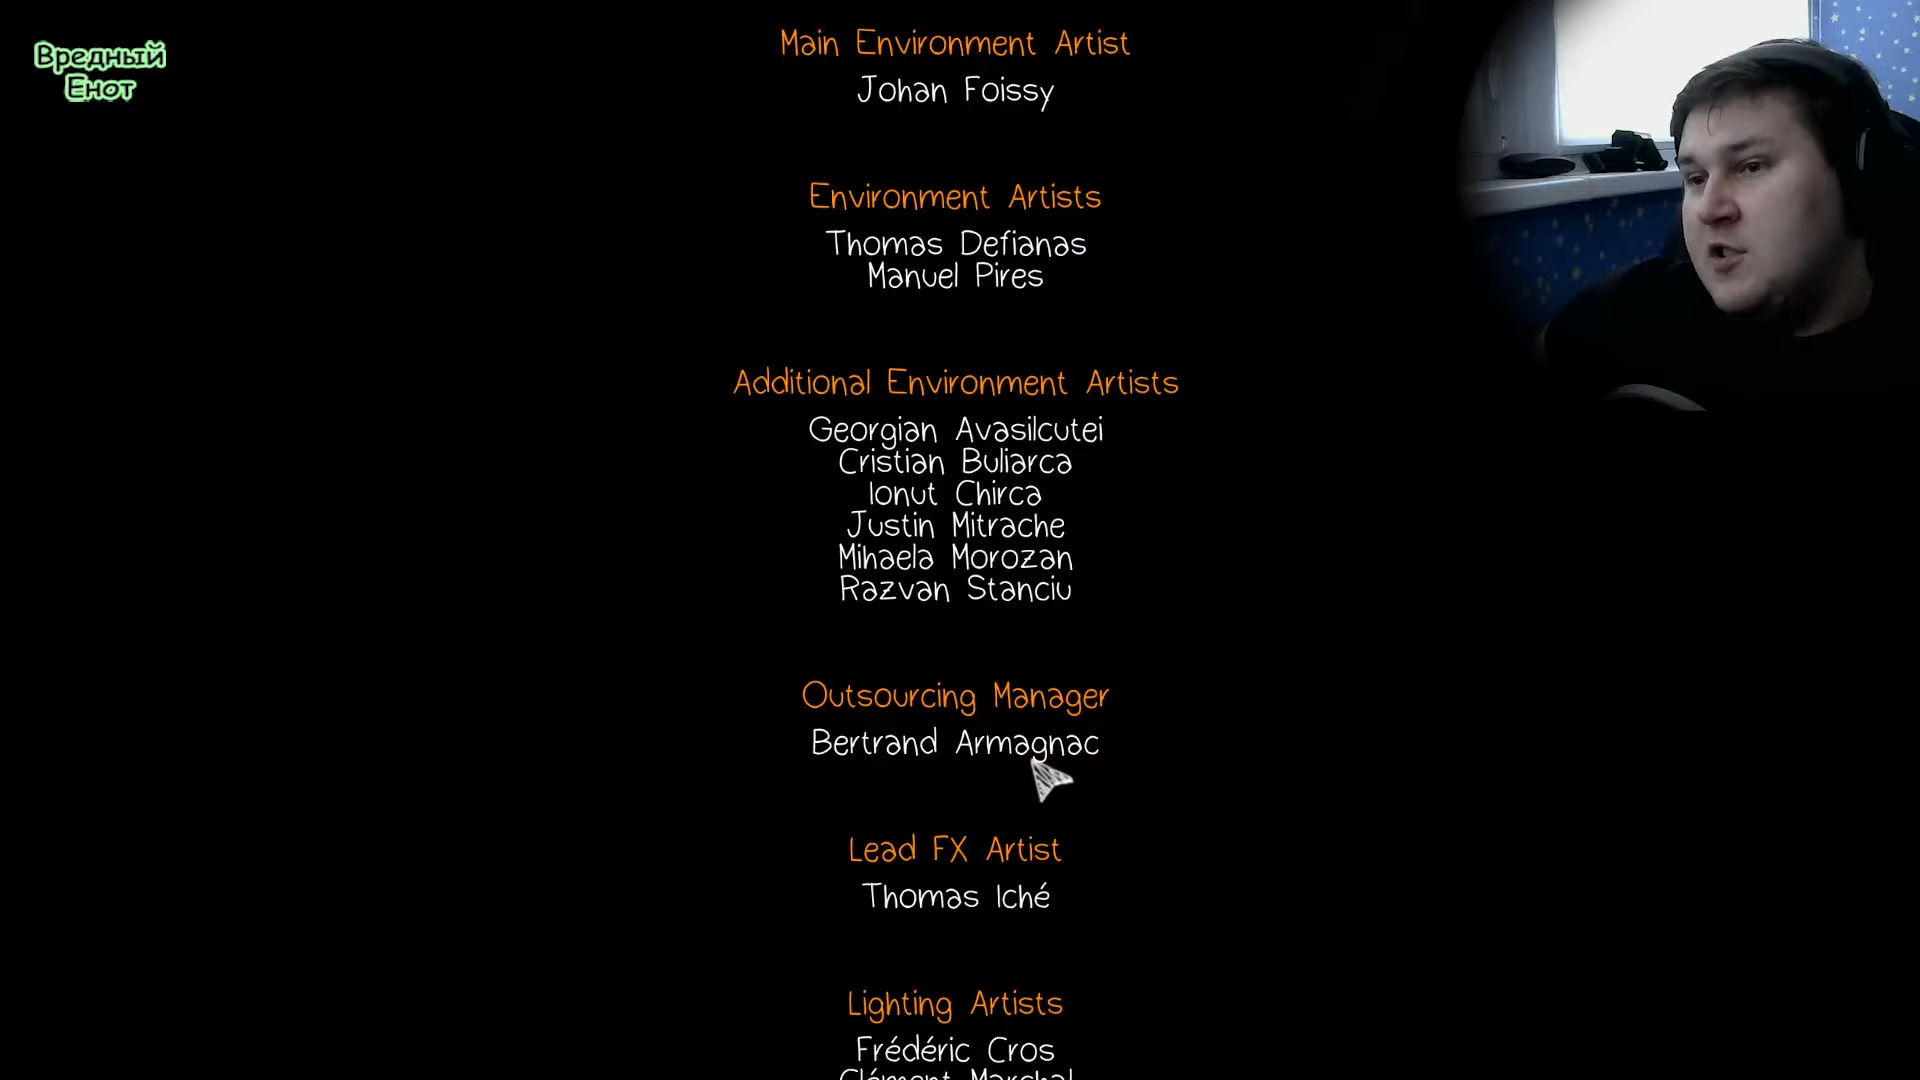 Вредный
Енот
Main Environment Artist
Johan Foissy
Environment Artists
Thomas Defianas
Manuel Pires
Additional Environment Artists
Georgian Avasilcutei
Cristian Buliarca
Ionut Chirca
Justin Mitrache
Mihaela Morozan
Razvan Stanciu
Outsourcing Manager
Bertrand Armagnac
Lead FX Artist
Thomas Iché
Lighting Artists
Frédéric Cros
Clément Marchal